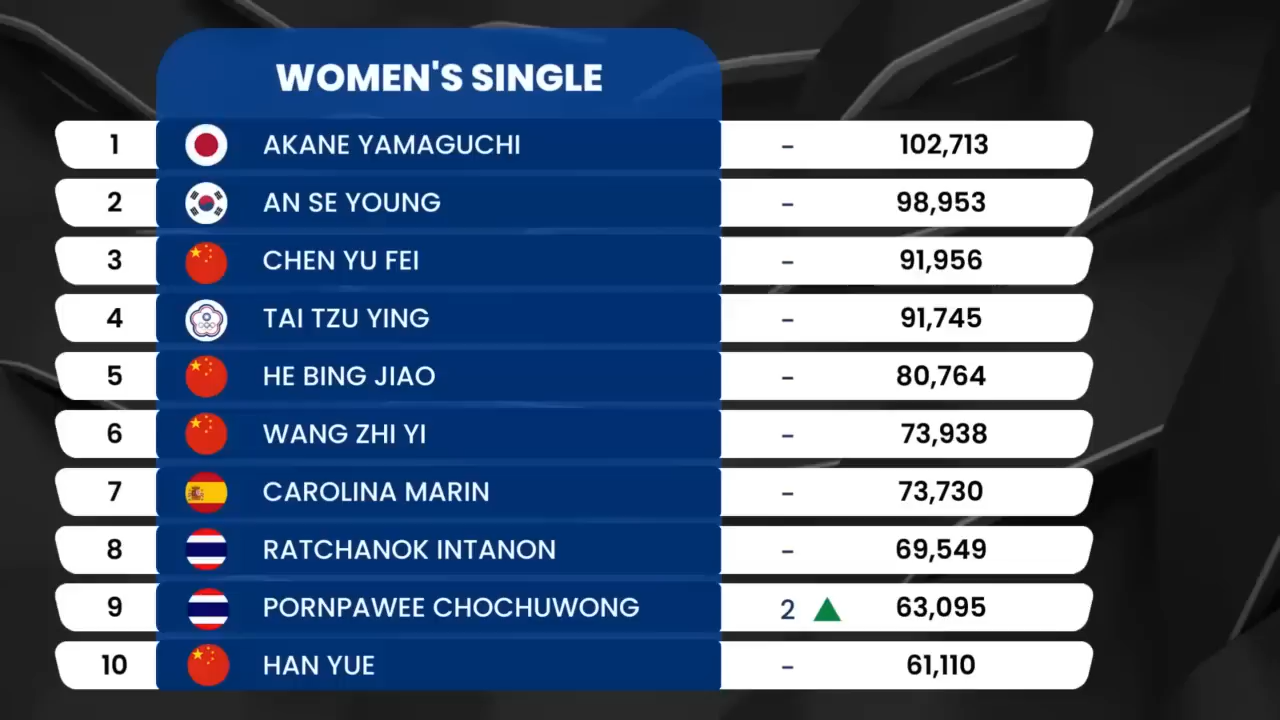 WOMEN'S SINGLE
1 AKANE YAMAGUCHI - 102,713
2 AN SE YOUNG - 98,953
3 CHEN YU FEI - 91,956
4 TAI TZU YING - 91,745
5 HE BING JIAO - 80,764
6 WANG ZHI YI - 73,938
7 CAROLINA MARIN - 73,730
8 RATCHANOK INTANON - 69,549
9 PORNPAWEE CHOCHUWONG 2 ▲ 63,095
10 HAN YUE - 61,110